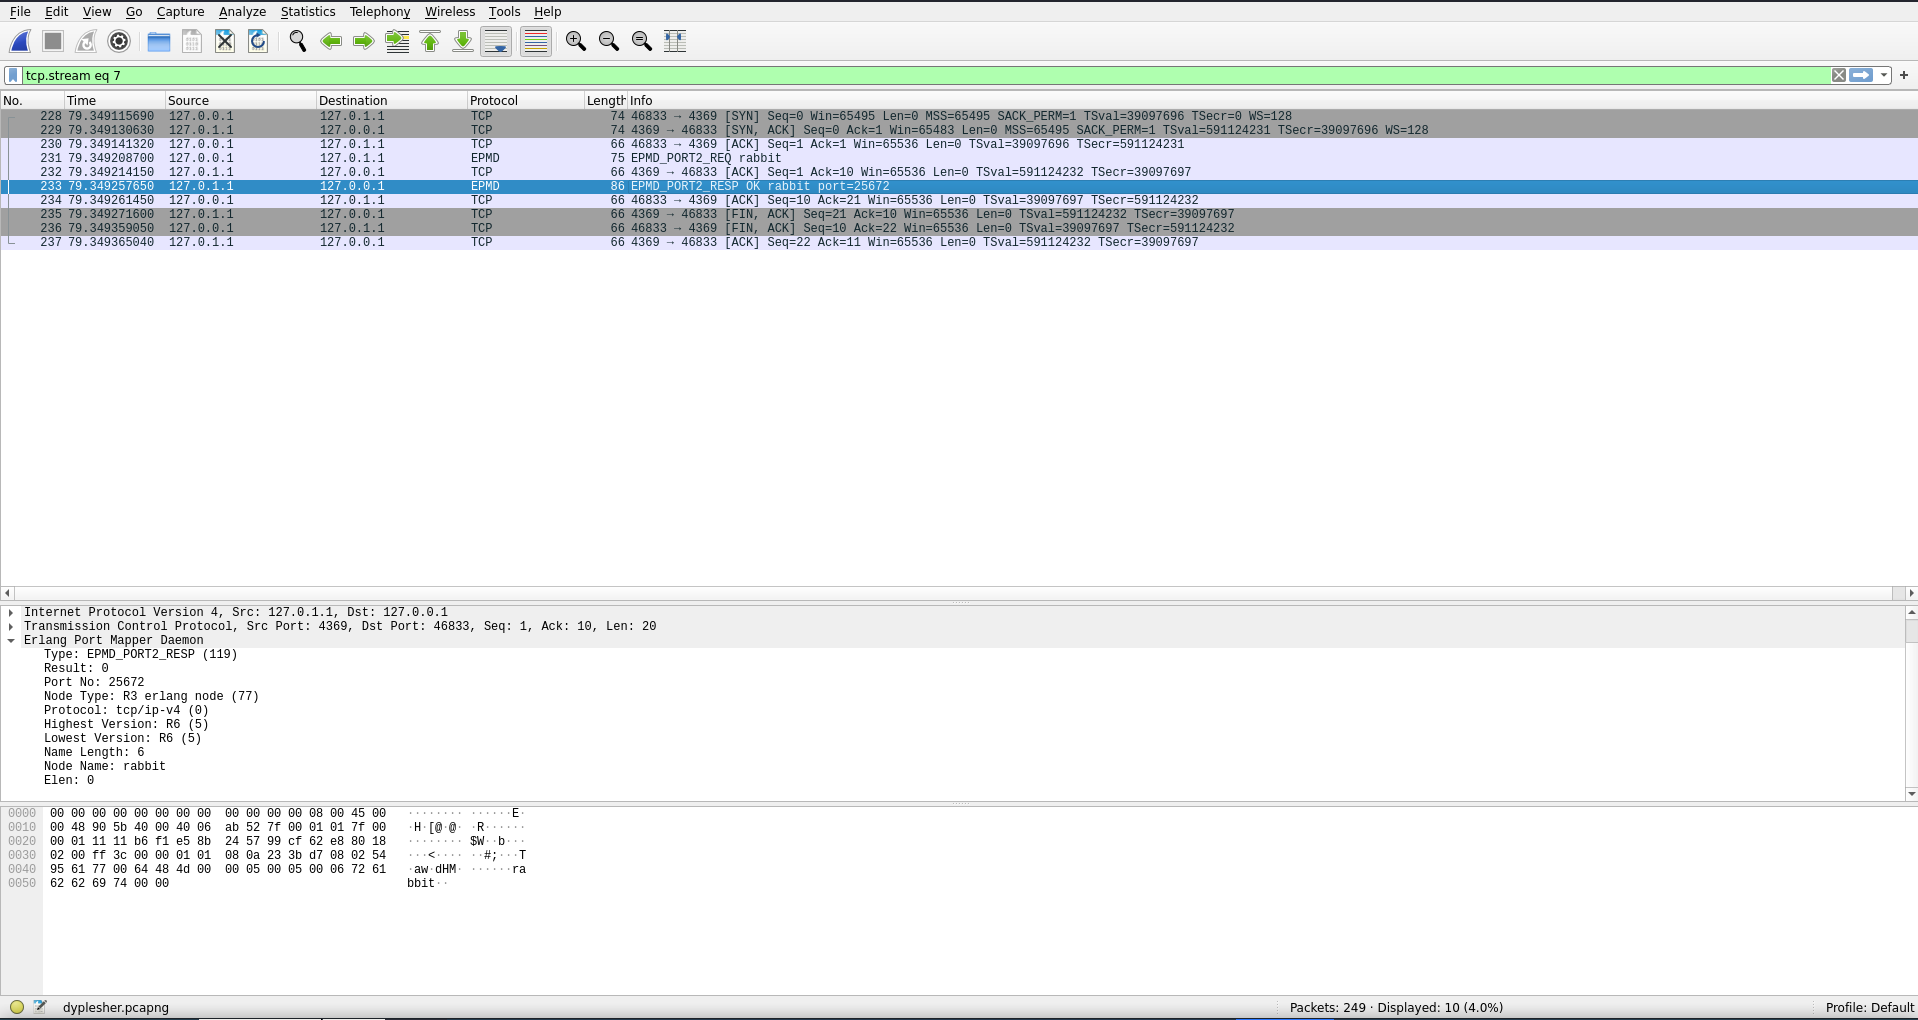 File Edit View Go Capture Analyze Statistics Telephony Wireless Tools Help
tcp.stream eq 7
No. Time Source Destination Protocol Length Info
228 79.349115690 127.0.0.1 127.0.1.1 TCP 74 46833 → 4369 [SYN] Seq=0 Win=65495 Len=0 MSS=65495 SACK_PERM=1 TSval=39097696 TSecr=0 WS=128
229 79.349130630 127.0.1.1 127.0.0.1 TCP 74 4369 → 46833 [SYN, ACK] Seq=0 Ack=1 Win=65483 Len=0 MSS=65495 SACK_PERM=1 TSval=591124231 TSecr=39097696 WS=128
230 79.349141320 127.0.0.1 127.0.1.1 TCP 66 46833 → 4369 [ACK] Seq=1 Ack=1 Win=65536 Len=0 TSval=39097696 TSecr=591124231
231 79.349208700 127.0.0.1 127.0.1.1 EPMD 75 EPMD_PORT2_REQ rabbit
232 79.349214150 127.0.1.1 127.0.0.1 TCP 66 4369 → 46833 [ACK] Seq=1 Ack=10 Win=65536 Len=0 TSval=591124232 TSecr=39097697
233 79.349257650 127.0.1.1 127.0.0.1 EPMD 86 EPMD_PORT2_RESP OK rabbit port=25672
234 79.349261450 127.0.0.1 127.0.1.1 TCP 66 46833 → 4369 [ACK] Seq=10 Ack=21 Win=65536 Len=0 TSval=39097697 TSecr=591124232
235 79.349271600 127.0.1.1 127.0.0.1 TCP 66 4369 → 46833 [FIN, ACK] Seq=21 Ack=10 Win=65536 Len=0 TSval=591124232 TSecr=39097697
236 79.349359050 127.0.0.1 127.0.1.1 TCP 66 46833 → 4369 [FIN, ACK] Seq=10 Ack=22 Win=65536 Len=0 TSval=39097697 TSecr=591124232
237 79.349365040 127.0.1.1 127.0.0.1 TCP 66 4369 → 46833 [ACK] Seq=22 Ack=11 Win=65536 Len=0 TSval=591124232 TSecr=39097697
Internet Protocol Version 4, Src: 127.0.1.1, Dst: 127.0.0.1
Transmission Control Protocol, Src Port: 4369, Dst Port: 46833, Seq: 1, Ack: 10, Len: 20
Erlang Port Mapper Daemon
Type: EPMD_PORT2_RESP (119)
Result: 0
Port No: 25672
Node Type: R3 erlang node (77)
Protocol: tcp/ip-v4 (0)
Highest Version: R6 (5)
Lowest Version: R6 (5)
Name Length: 6
Node Name: rabbit
Elen: 0
0000 00 00 00 00 00 00 00 00 00 00 00 00 08 00 45 00 ········ ······E·
0010 00 48 90 5b 40 00 40 06 ab 52 7f 00 01 01 7f 00 ·H·[@·@· ·R······
0020 00 01 11 11 b6 f1 e5 8b 24 57 99 cf 62 e8 80 18 ········ $W··b···
0030 02 00 ff 3c 00 00 01 01 08 0a 23 3b d7 08 02 54 ···<···· ··#;···T
0040 95 61 77 00 64 48 4d 00 00 05 00 05 00 06 72 61 ·aw·dHM· ······ra
0050 62 62 69 74 00 00 bbit··
dyplesher.pcapng Packets: 249 · Displayed: 10 (4.0%) Profile: Default